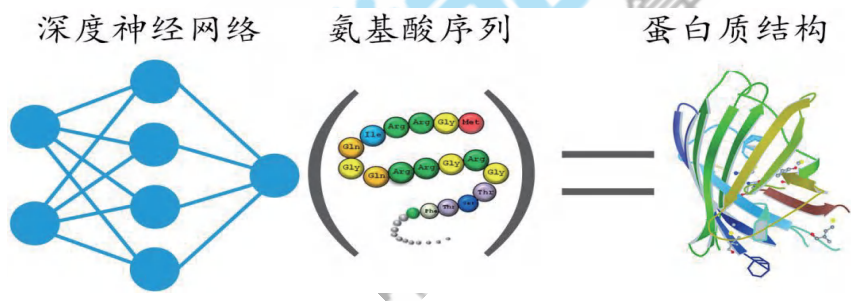 深度神经网络 氨基酸序列 蛋白质结构
Ile Arg Arg Gly Met
Gln
Gly Gln Arg Arg Gly Arg Gly
Thr
Phe Thr Ser